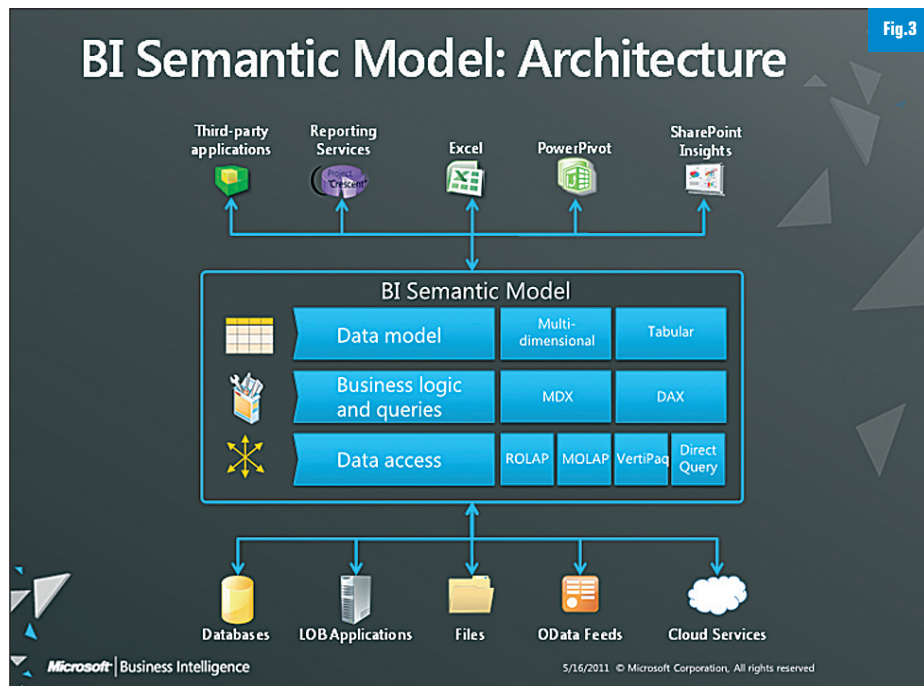 Fig.3
BI Semantic Model: Architecture
Third-party
applications
Reporting
Services
Project
"Crescent"
Excel
PowerPivot
SharePoint
Insights
BI Semantic Model
Data model
Multi-
dimensional
Tabular
Business logic
and queries
MDX
DAX
Data access
ROLAP
MOLAP
VertiPaq
Direct
Query
Databases
LOB Applications
Files
OData Feeds
Cloud Services
Microsoft | Business Intelligence
5/16/2011 © Microsoft Corporation, All rights reserved